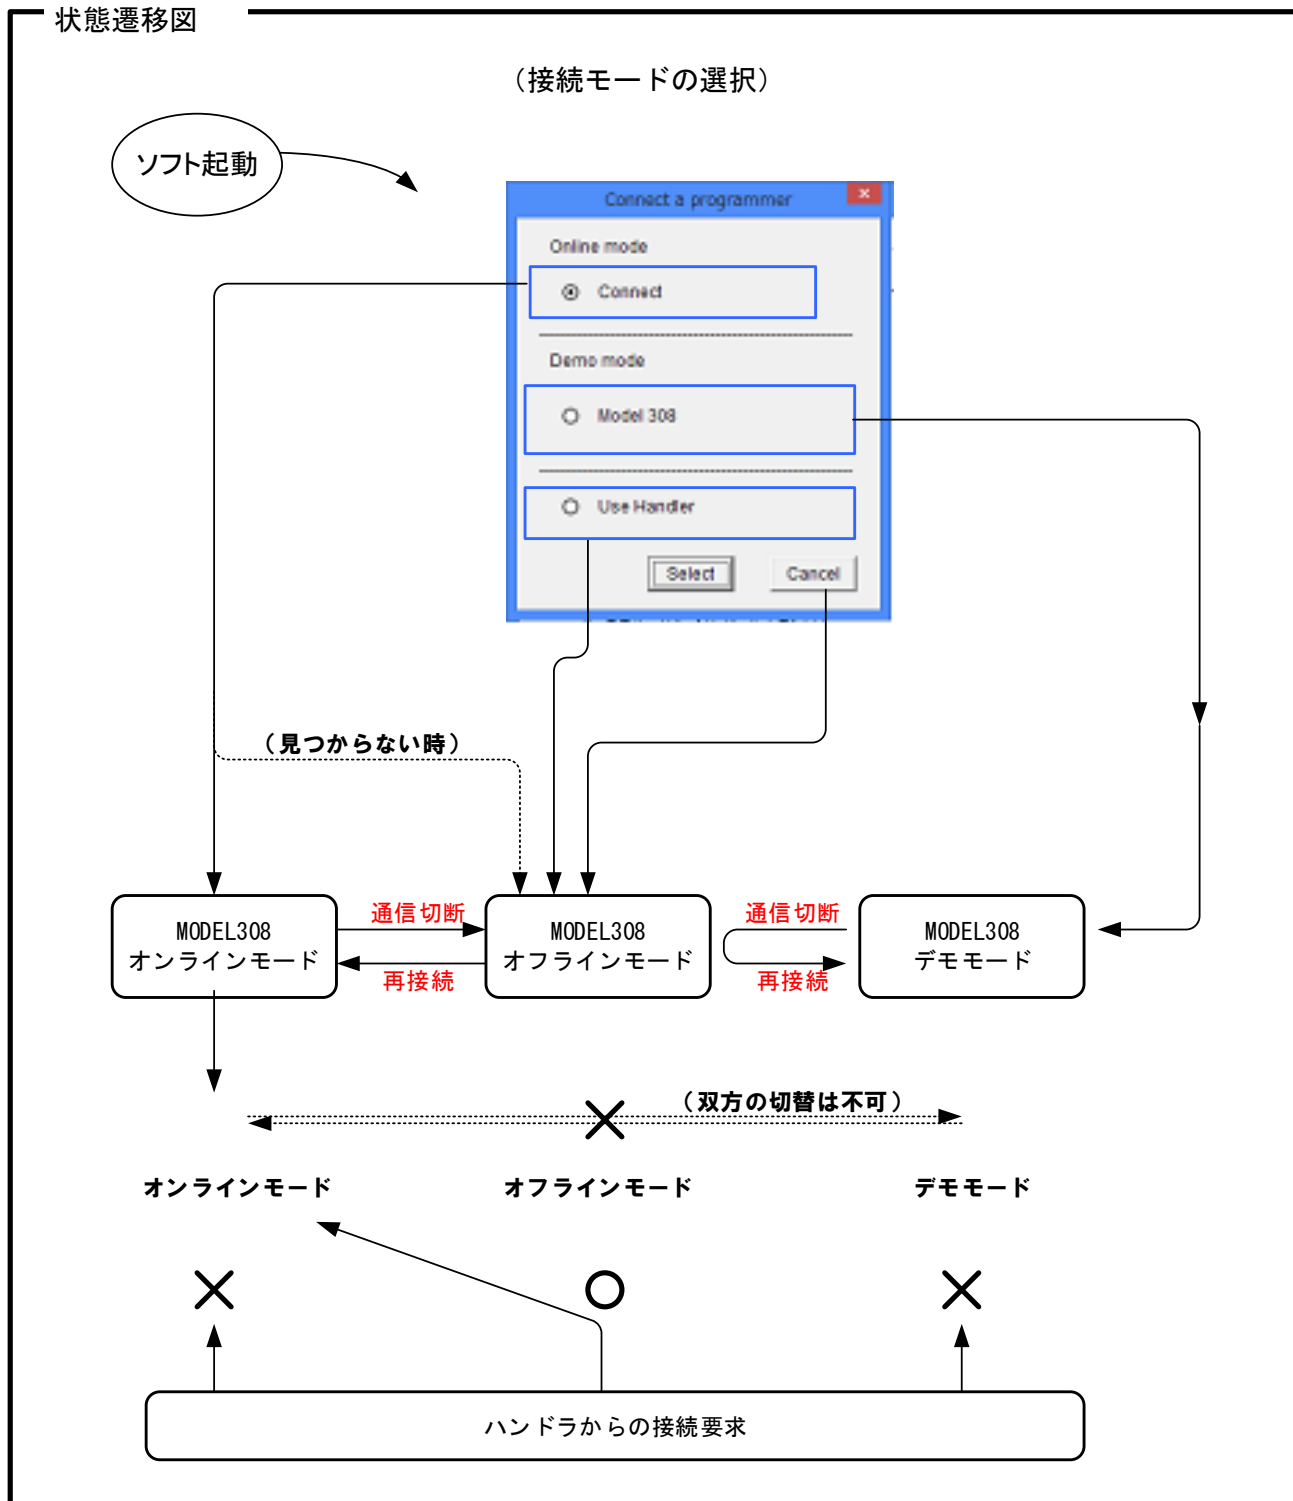 状態遷移図
（接続モードの選択）
ソフト起動
Connect a programmer
Online mode
Connect
Demo mode
Model 308
Use Handler
Select
Cancel
（見つからない時）
MODEL308
オンラインモード
通信切断
再接続
MODEL308
オフラインモード
通信切断
再接続
MODEL308
デモモード
（双方の切替は不可）
オンラインモード
オフラインモード
デモモード
ハンドラからの接続要求